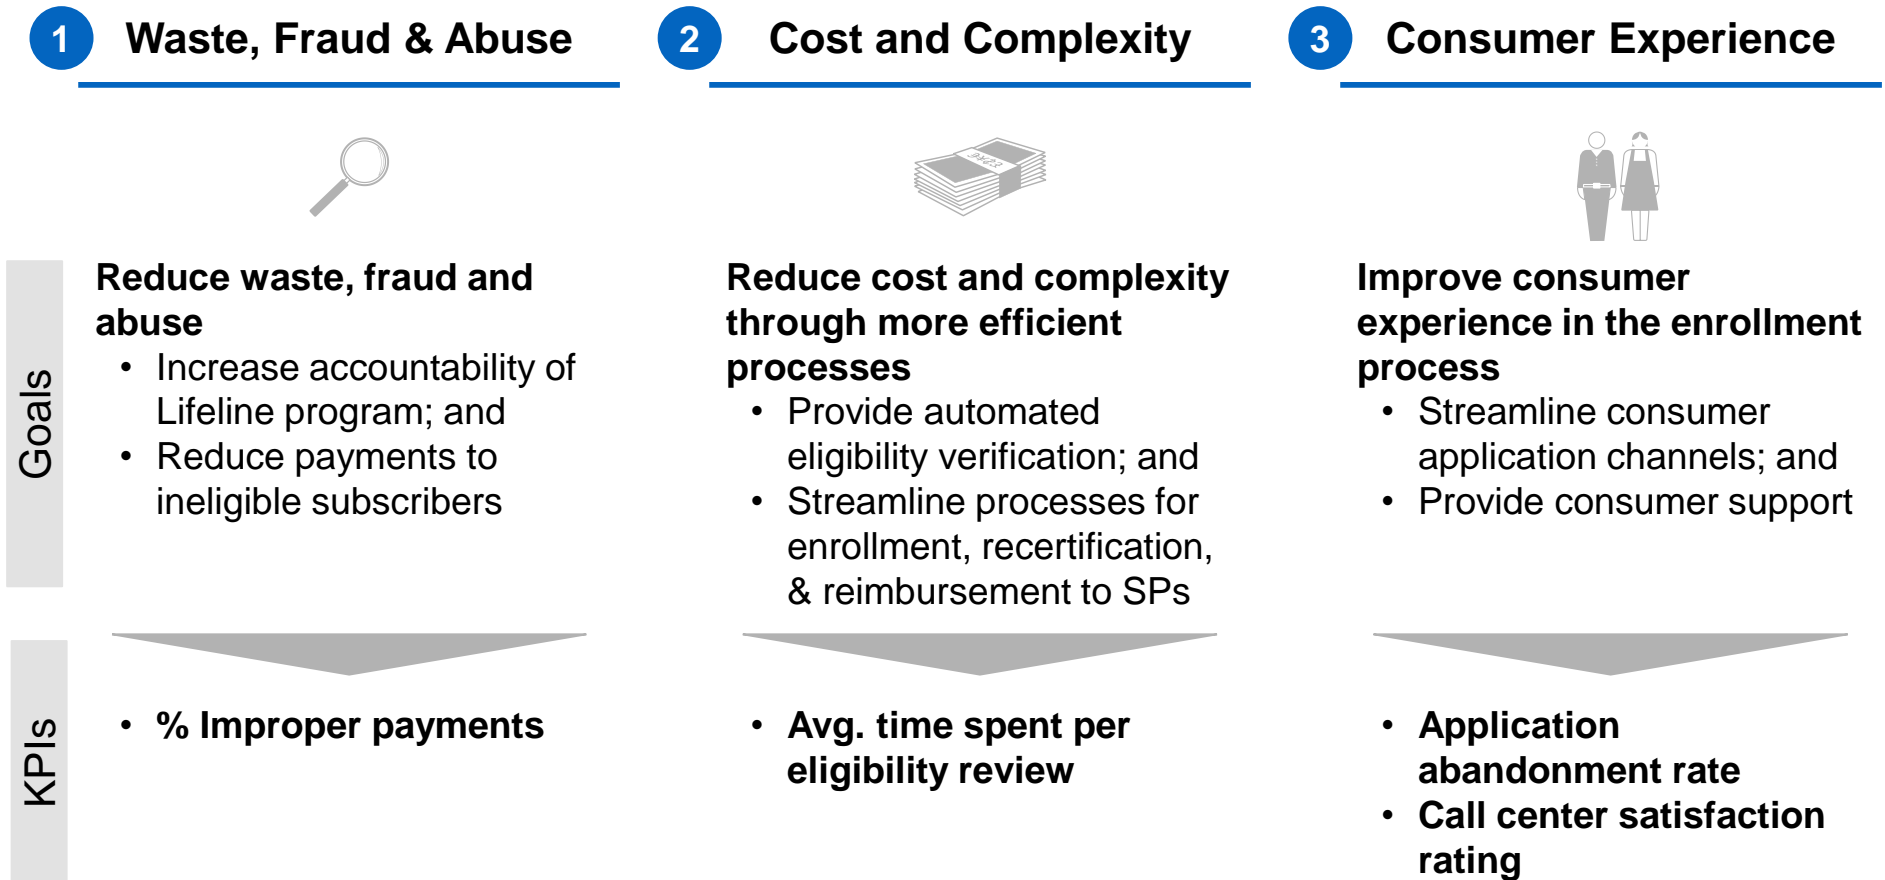 1 Waste, Fraud & Abuse
2 Cost and Complexity
3 Consumer Experience
Goals
Reduce waste, fraud and
abuse
• Increase accountability of
Lifeline program; and
• Reduce payments to
ineligible subscribers
Reduce cost and complexity
through more efficient
processes
• Provide automated
eligibility verification; and
• Streamline processes for
enrollment, recertification,
& reimbursement to SPs
Improve consumer
experience in the enrollment
process
• Streamline consumer
application channels; and
• Provide consumer support
KPIs
• % Improper payments
• Avg. time spent per
eligibility review
• Application
abandonment rate
• Call center satisfaction
rating